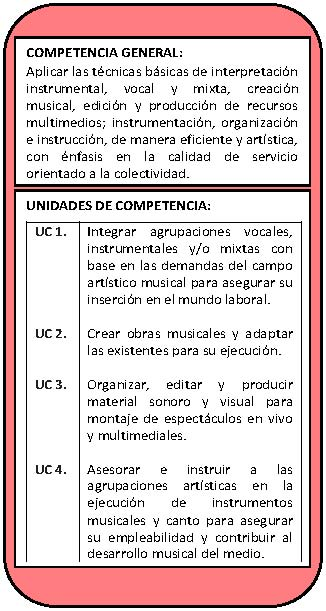 COMPETENCIA GENERAL:
Aplicar las técnicas básicas de interpretación
instrumental, vocal y mixta, creación
musical, edición y producción de recursos
multimedios; instrumentación, organización
e instrucción, de manera eficiente y artística,
con énfasis en la calidad de servicio
orientado a la colectividad.
UNIDADES DE COMPETENCIA:
UC 1. Integrar agrupaciones vocales,
instrumentales y/o mixtas con
base en las demandas del campo
artístico musical para asegurar su
inserción en el mundo laboral.
UC 2. Crear obras musicales y adaptar
las existentes para su ejecución.
UC 3. Organizar, editar y producir
material sonoro y visual para
montaje de espectáculos en vivo
y multimediales.
UC 4. Asesorar e instruir a las
agrupaciones artísticas en la
ejecución de instrumentos
musicales y canto para asegurar
su empleabilidad y contribuir al
desarrollo musical del medio.